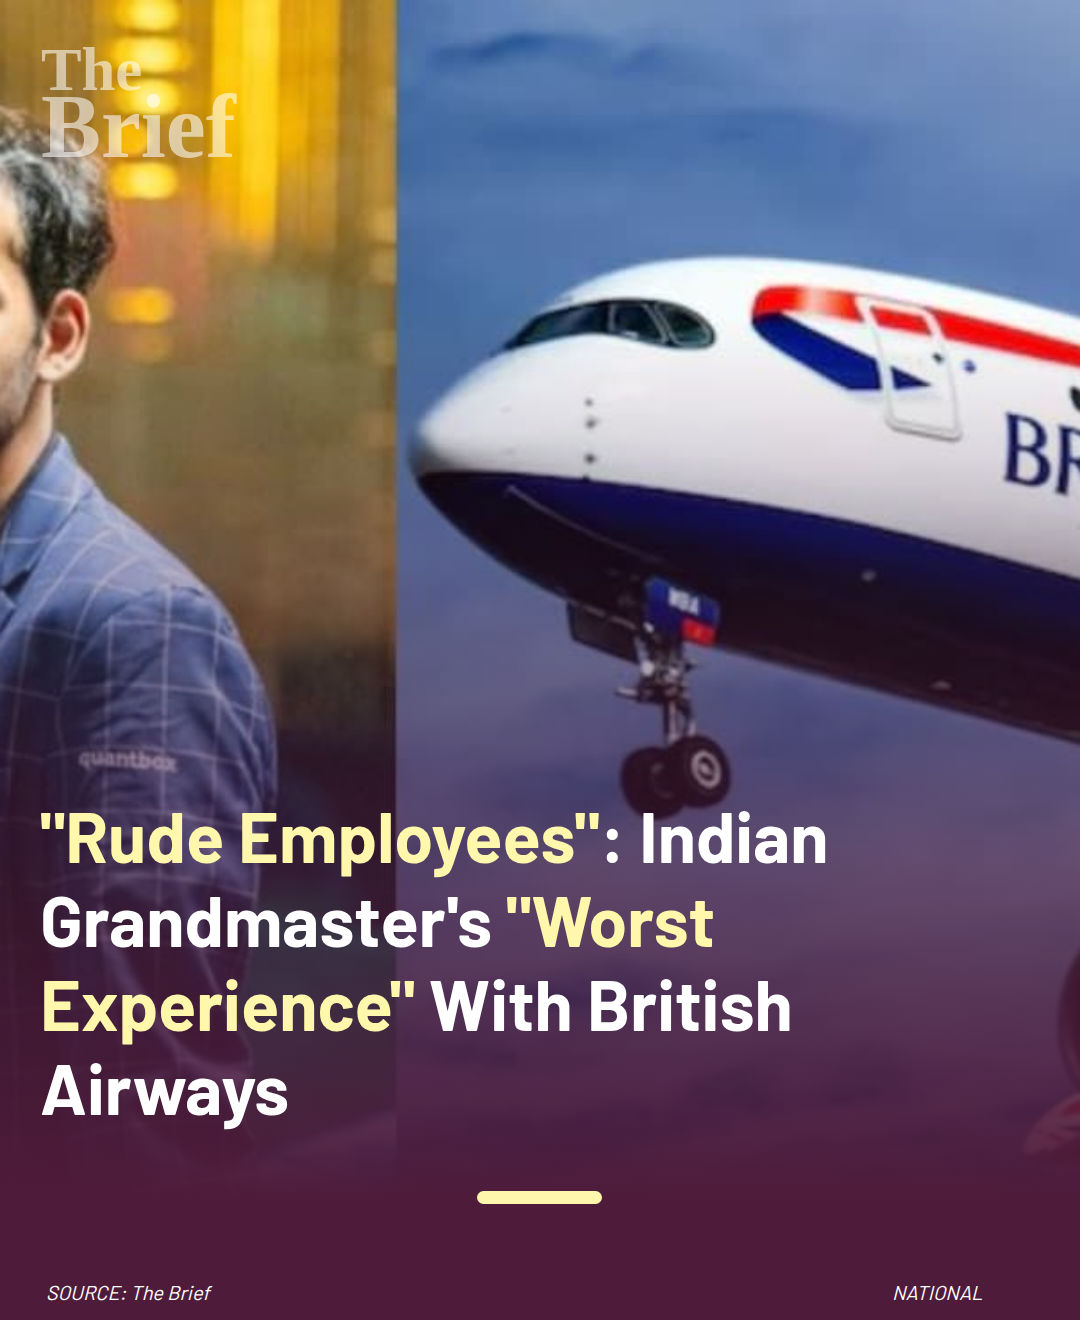 The
Brief
BR
quantbox
"Rude Employees": Indian
Grandmaster's "Worst
Experience" With British
Airways
SOURCE: The Brief
NATIONAL